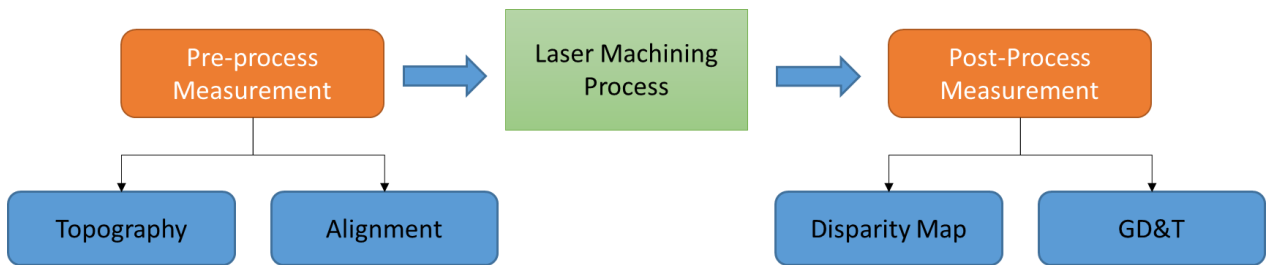 Pre-process
Measurement
Laser Machining
Process
Post-Process
Measurement
Topography
Alignment
Disparity Map
GD&T